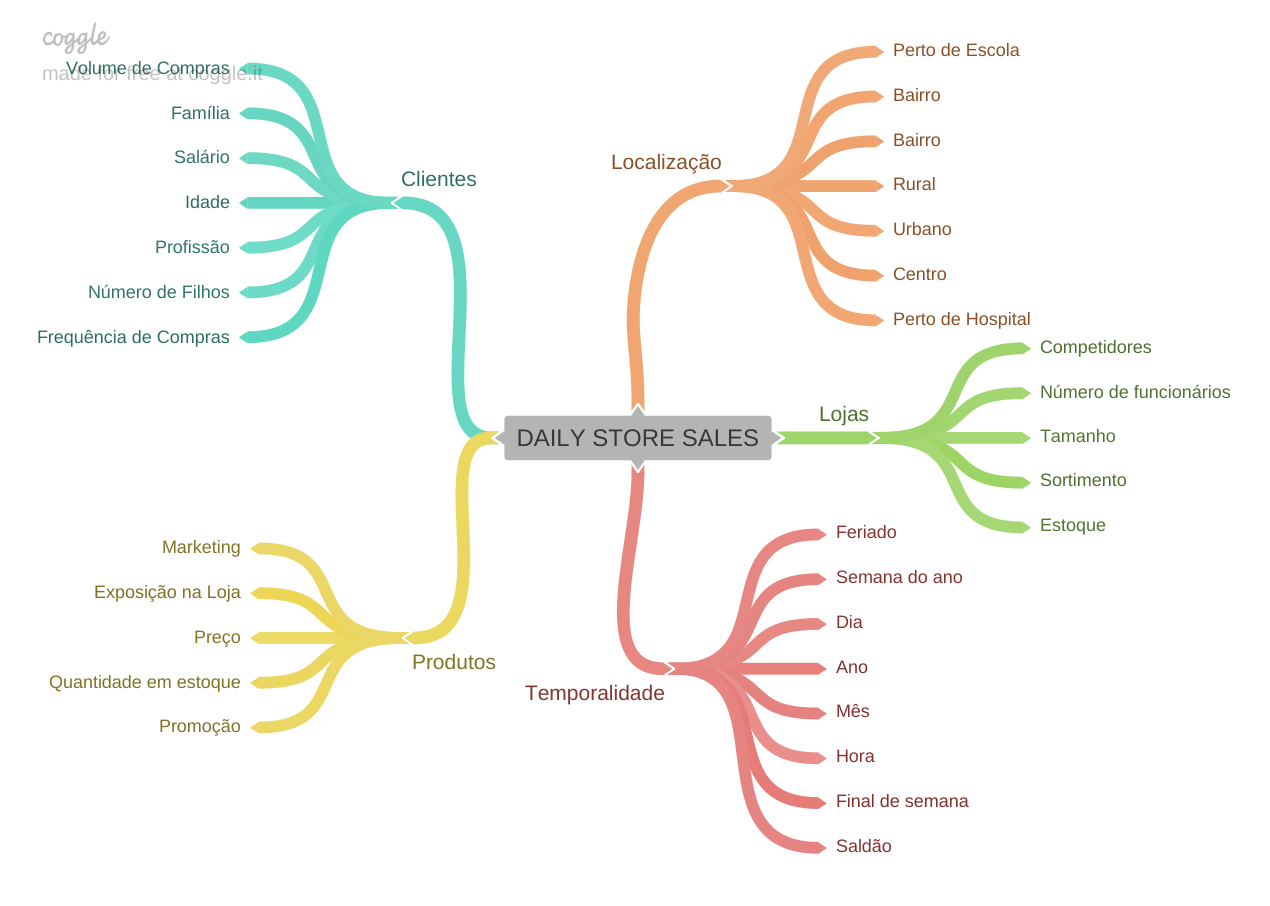 coggle
made for free at coggle.it
Volume de Compras
Família
Salário
Idade
Profissão
Número de Filhos
Frequência de Compras
Clientes
Localização
Perto de Escola
Bairro
Bairro
Rural
Urbano
Centro
Perto de Hospital
DAILY STORE SALES
Lojas
Competidores
Número de funcionários
Tamanho
Sortimento
Estoque
Marketing
Exposição na Loja
Preço
Quantidade em estoque
Promoção
Produtos
Temporalidade
Feriado
Semana do ano
Dia
Ano
Mês
Hora
Final de semana
Saldão